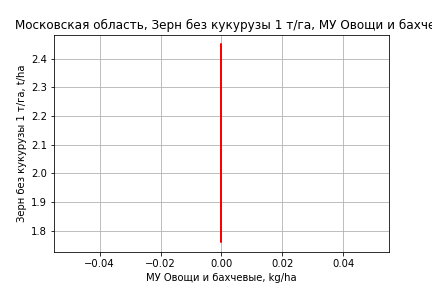 Московская область, Зерн без кукурузы 1 т/га, МУ Овощи и бахче
2.4
2.3
2.2
2.1
2.0
1.9
1.8
Зерн без кукурузы 1 т/га, t/ha
−0.04 −0.02 0.00 0.02 0.04
МУ Овощи и бахчевые, kg/ha